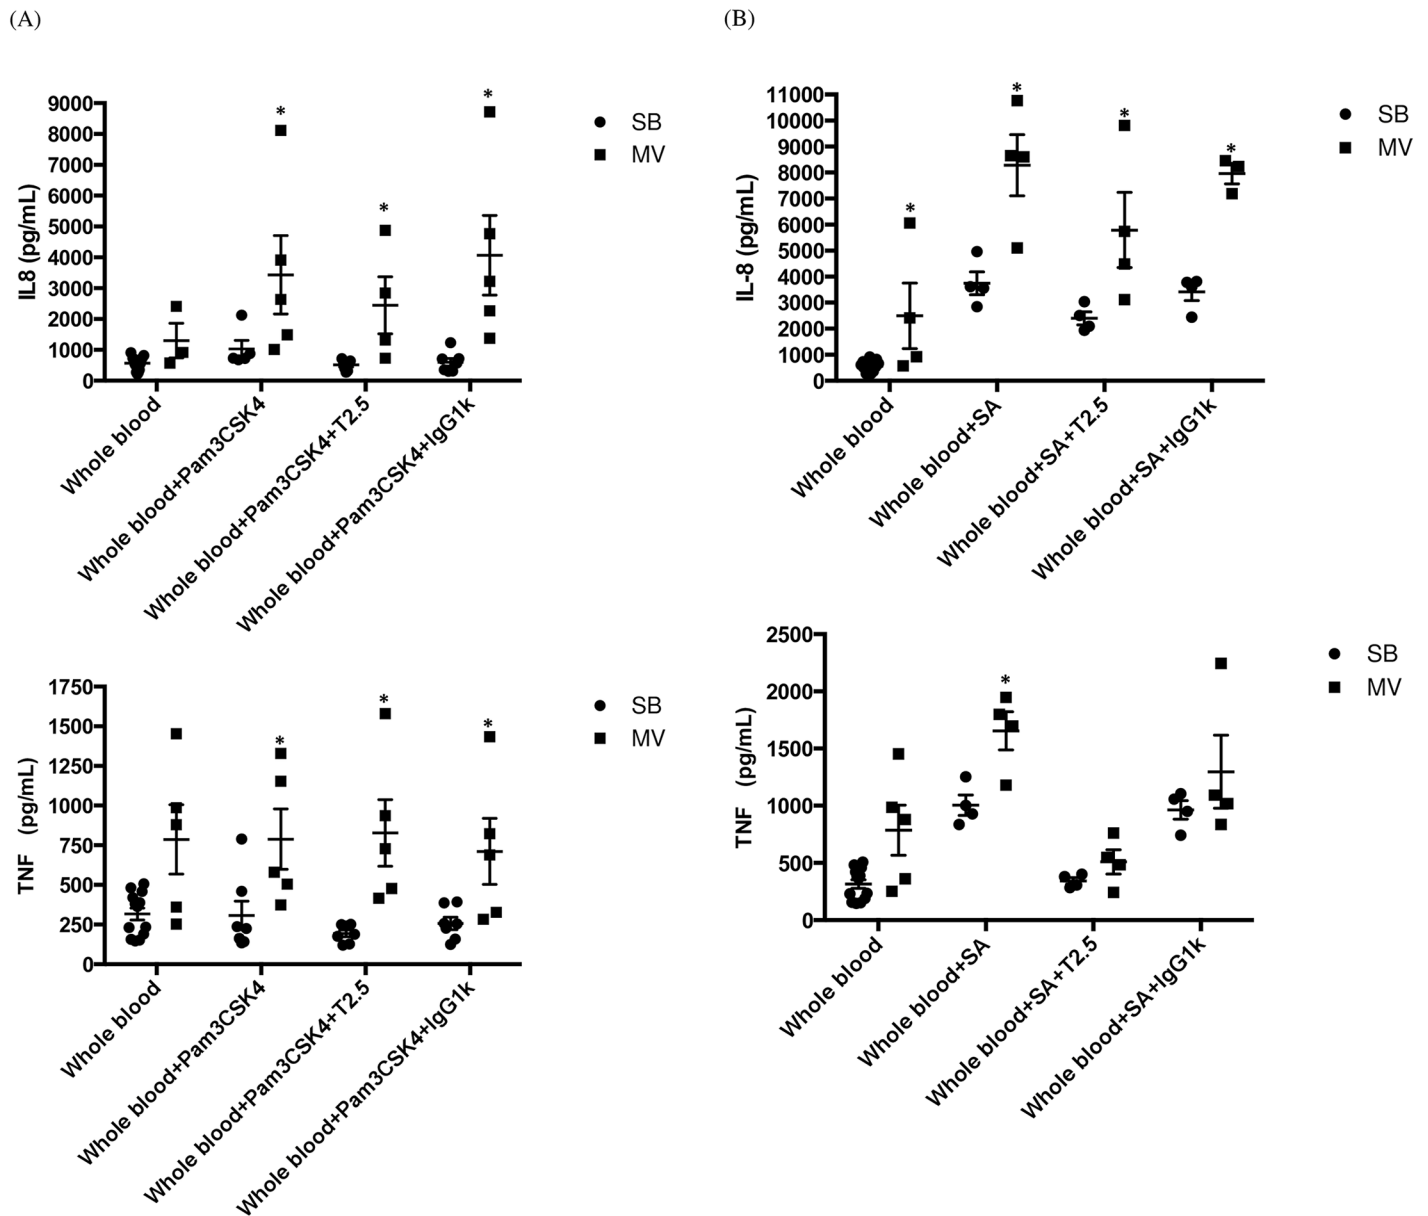 (A)
9000
8000
7000
6000
5000
4000
3000
2000
1000
0
IL8 (pg/mL)
*
*
*
SB
MV
Whole blood
Whole blood+Pam3CSK4
Whole blood+Pam3CSK4+T2.5
Whole blood+Pam3CSK4+IgG1k
(B)
11000
10000
9000
8000
7000
6000
5000
4000
3000
2000
1000
0
IL-8 (pg/mL)
*
*
*
*
SB
MV
Whole blood
Whole blood+SA
Whole blood+SA+T2.5
Whole blood+SA+IgG1k
1750
1500
1250
1000
750
500
250
0
TNF (pg/mL)
*
*
*
SB
MV
Whole blood
Whole blood+Pam3CSK4
Whole blood+Pam3CSK4+T2.5
Whole blood+Pam3CSK4+IgG1k
2500
2000
1500
1000
500
0
TNF (pg/mL)
*
SB
MV
Whole blood
Whole blood+SA
Whole blood+SA+T2.5
Whole blood+SA+IgG1k